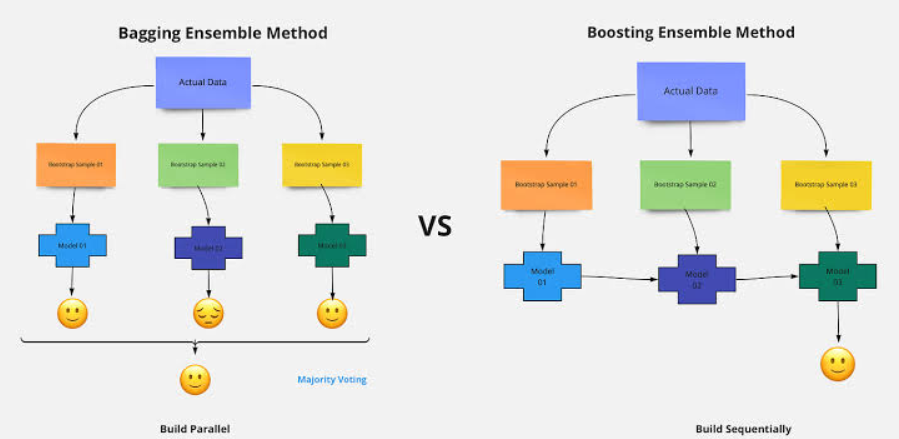 Bagging Ensemble Method
Actual Data
Bootstrap Sample 01
Bootstrap Sample 02
Bootstrap Sample 03
Model 01
Model 02
Model 03
Majority Voting
Build Parallel
VS
Boosting Ensemble Method
Actual Data
Bootstrap Sample 01
Bootstrap Sample 02
Bootstrap Sample 03
Model
01
Model
02
Model
03
Build Sequentially